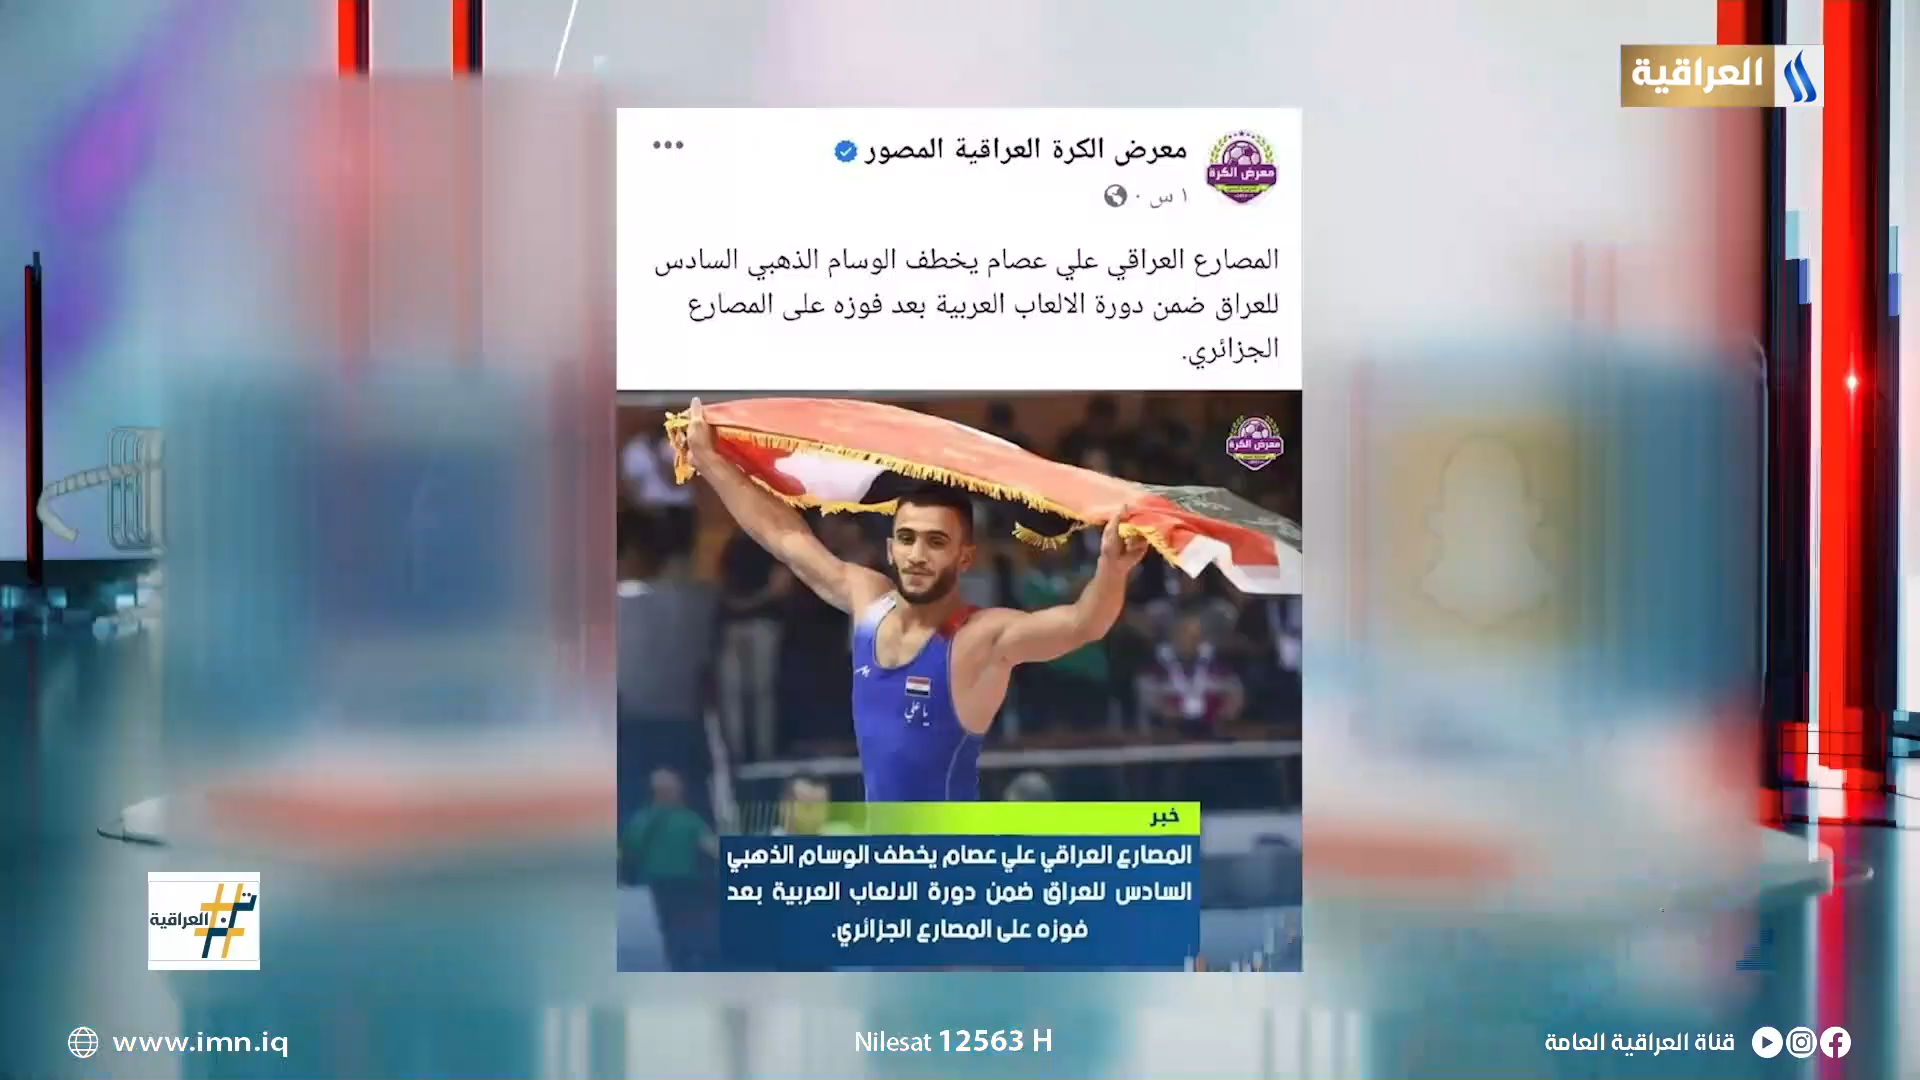 العراقية
معرض الكرة العراقية المصور
معرض الكرة
١ س ·
المصارع العراقي علي عصام يخطف الوسام الذهبي السادس
للعراق ضمن دورة الالعاب العربية بعد فوزه على المصارع
الجزائري.
معرض الكرة
يا علي
خبر
المصارع العراقي علي عصام يخطف الوسام الذهبي
السادس للعراق ضمن دورة الالعاب العربية بعد
فوزه على المصارع الجزائري.
العراقية
www.imn.iq
Nilesat 12563 H
قناة العراقية العامة